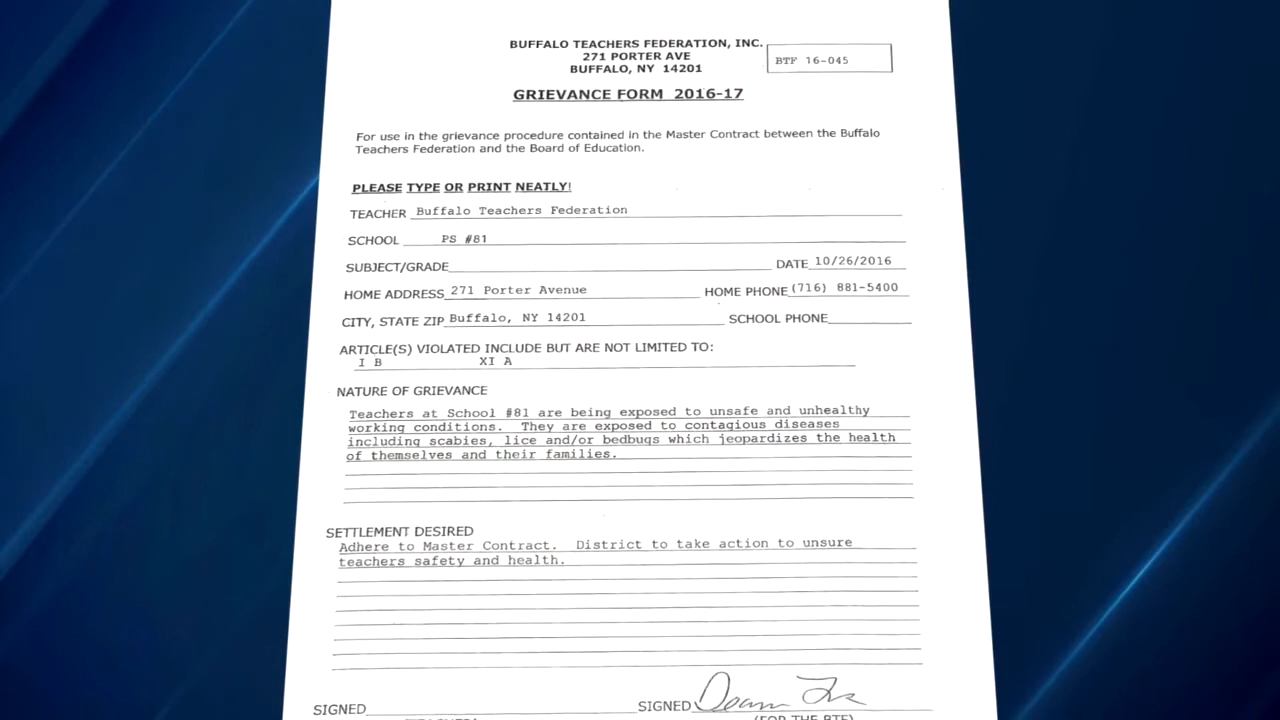 BUFFALO TEACHERS FEDERATION, INC.
271 PORTER AVE
BUFFALO, NY 14201
BTF 16-045
GRIEVANCE FORM 2016-17
For use in the grievance procedure contained in the Master Contract between the Buffalo
Teachers Federation and the Board of Education.
PLEASE TYPE OR PRINT NEATLY!
TEACHER Buffalo Teachers Federation
SCHOOL PS #81
SUBJECT/GRADE DATE 10/26/2016
HOME ADDRESS 271 Porter Avenue HOME PHONE (716) 881-5400
CITY, STATE ZIP Buffalo, NY 14201 SCHOOL PHONE
ARTICLE(S) VIOLATED INCLUDE BUT ARE NOT LIMITED TO:
I B XI A
NATURE OF GRIEVANCE
Teachers at School #81 are being exposed to unsafe and unhealthy
working conditions. They are exposed to contagious diseases
including scabies, lice and/or bedbugs which jeopardizes the health
of themselves and their families.
SETTLEMENT DESIRED
Adhere to Master Contract. District to take action to unsure
teachers safety and health.
SIGNED SIGNED
(FOR THE BTF)